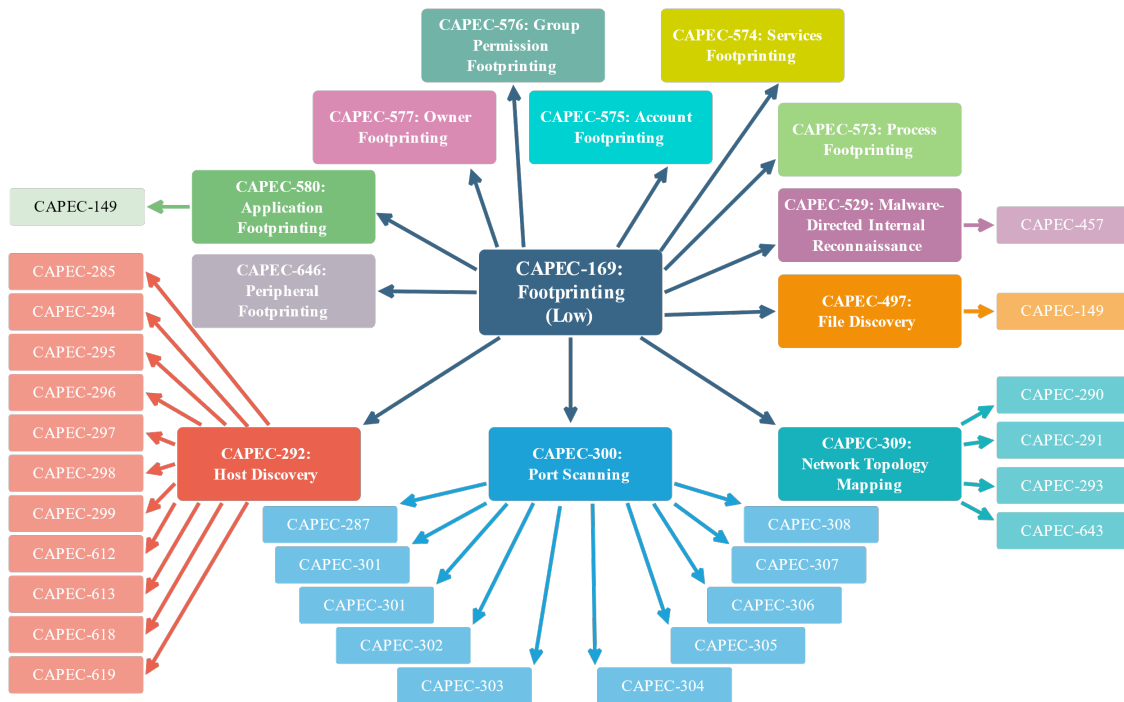 CAPEC-576: Group
Permission
Footprinting
CAPEC-574: Services
Footprinting
CAPEC-577: Owner
Footprinting
CAPEC-575: Account
Footprinting
CAPEC-573: Process
Footprinting
CAPEC-149
CAPEC-580:
Application
Footprinting
CAPEC-529: Malware-
Directed Internal
Reconnaissance
CAPEC-457
CAPEC-646:
Peripheral
Footprinting
CAPEC-169:
Footprinting
(Low)
CAPEC-497:
File Discovery
CAPEC-149
CAPEC-285
CAPEC-294
CAPEC-295
CAPEC-296
CAPEC-297
CAPEC-298
CAPEC-299
CAPEC-612
CAPEC-613
CAPEC-618
CAPEC-619
CAPEC-292:
Host Discovery
CAPEC-300:
Port Scanning
CAPEC-309:
Network Topology
Mapping
CAPEC-290
CAPEC-291
CAPEC-293
CAPEC-643
CAPEC-287
CAPEC-301
CAPEC-301
CAPEC-302
CAPEC-303
CAPEC-308
CAPEC-307
CAPEC-306
CAPEC-305
CAPEC-304